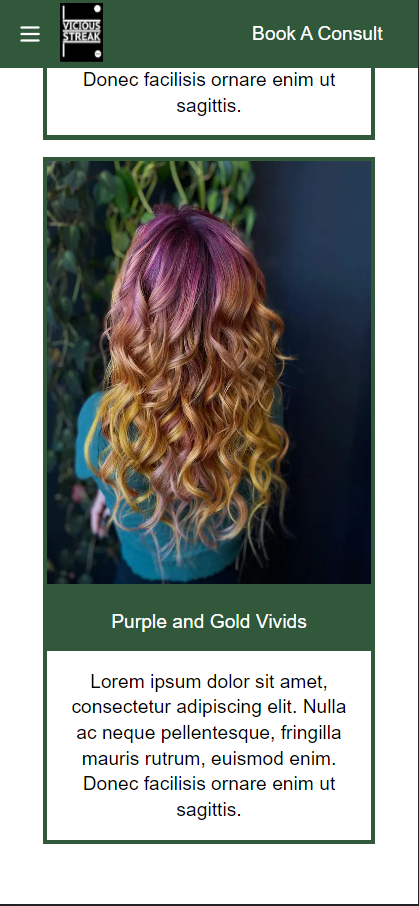 VICIOUS
STREAK
Book A Consult
Donec facilisis ornare enim ut
sagittis.
Purple and Gold Vivids
Lorem ipsum dolor sit amet,
consectetur adipiscing elit. Nulla
ac neque pellentesque, fringilla
mauris rutrum, euismod enim.
Donec facilisis ornare enim ut
sagittis.